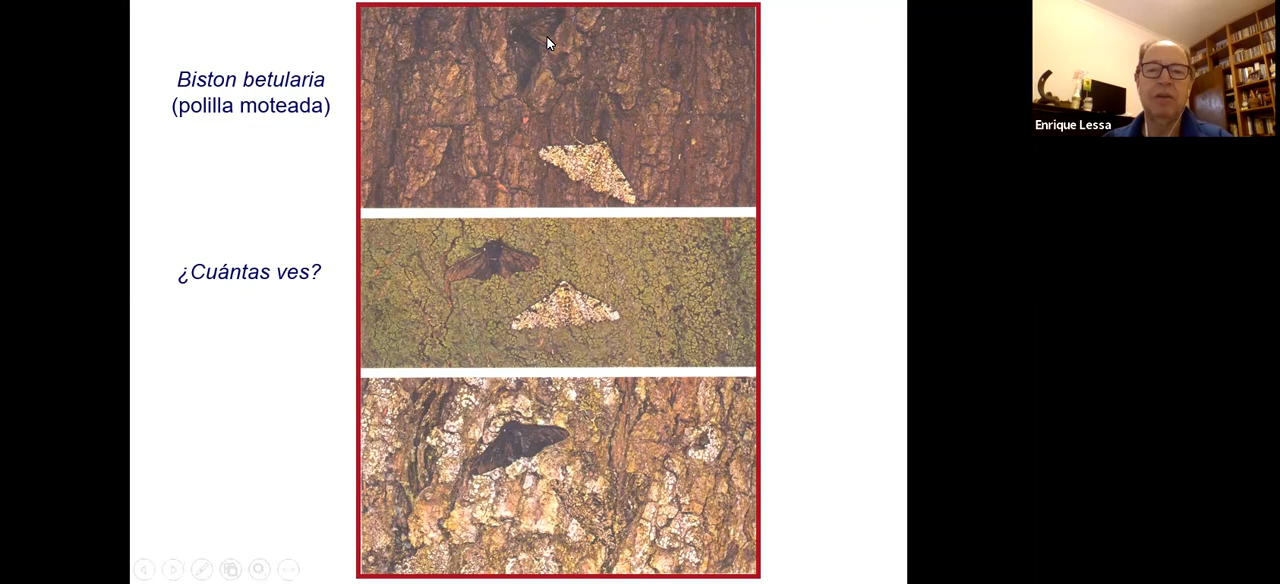 Biston betularia
(polilla moteada)
¿Cuántas ves?
Enrique Lessa